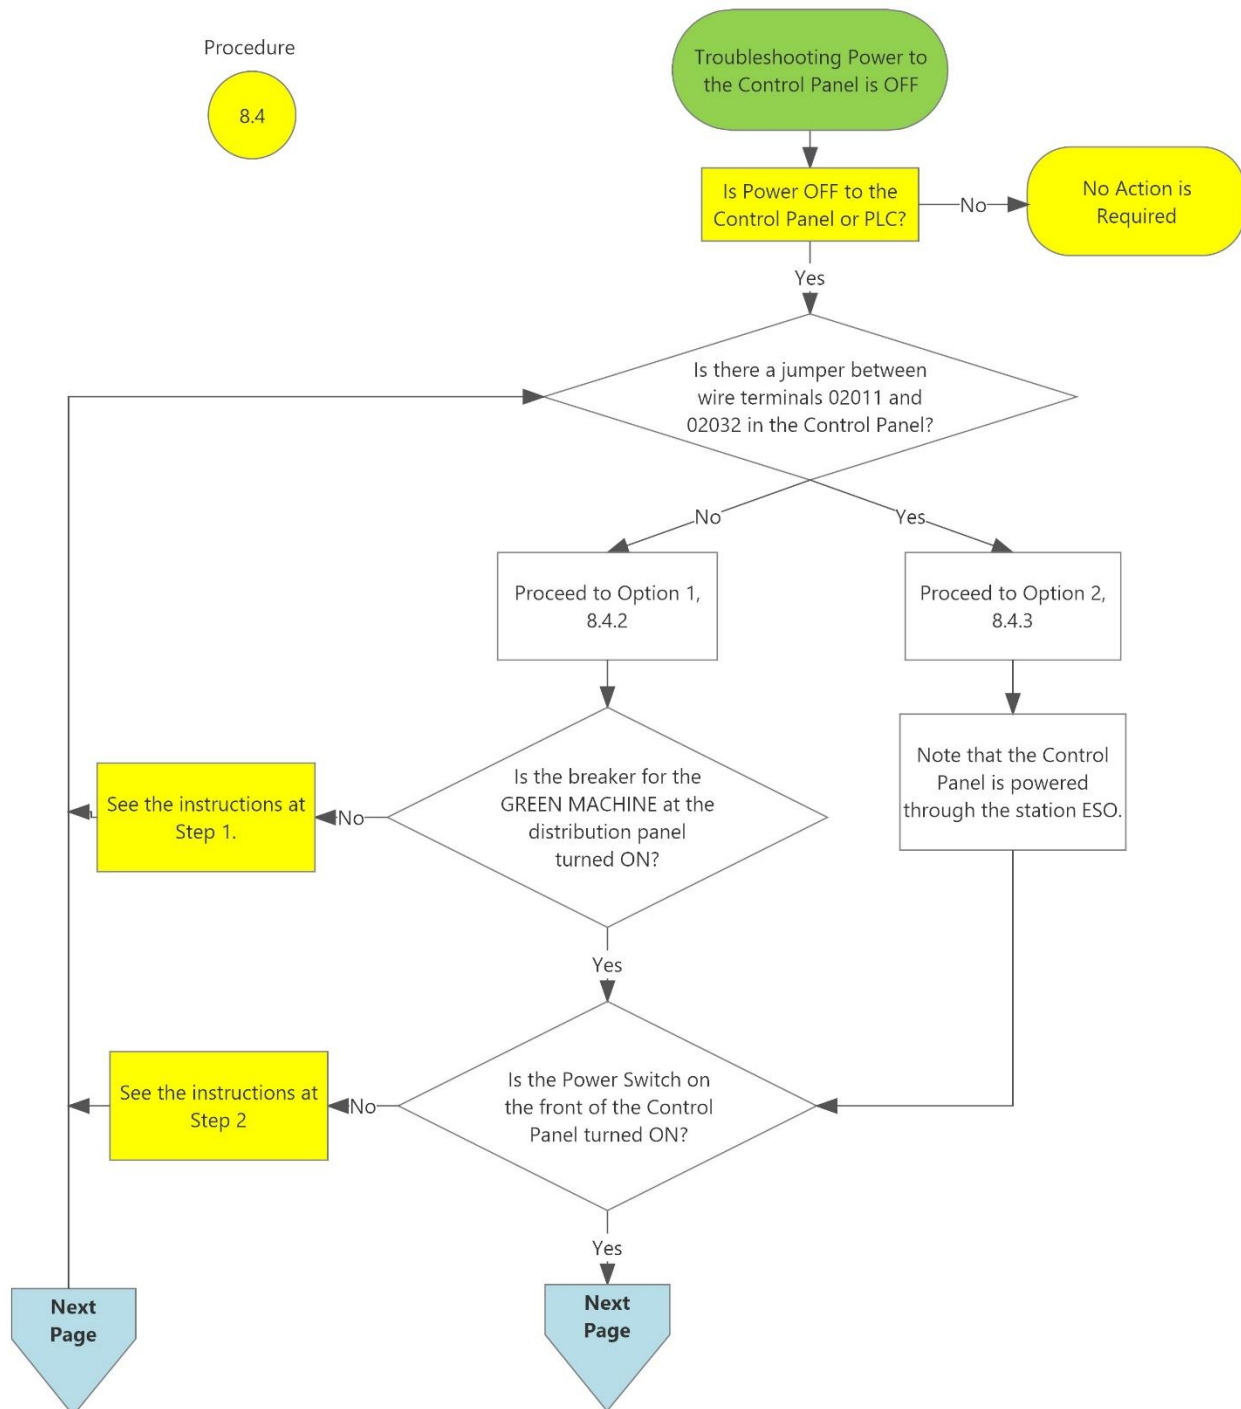 Procedure
8.4
Troubleshooting Power to
the Control Panel is OFF
Is Power OFF to the
Control Panel or PLC?
No
No Action is
Required
Yes
Is there a jumper between
wire terminals 02011 and
02032 in the Control Panel?
No
Yes
Proceed to Option 1,
8.4.2
Proceed to Option 2,
8.4.3
Note that the Control
Panel is powered
through the station ESO.
Is the breaker for the
GREEN MACHINE at the
distribution panel
turned ON?
No
See the instructions at
Step 1.
Yes
Is the Power Switch on
the front of the Control
Panel turned ON?
No
See the instructions at
Step 2
Yes
Next
Page
Next
Page